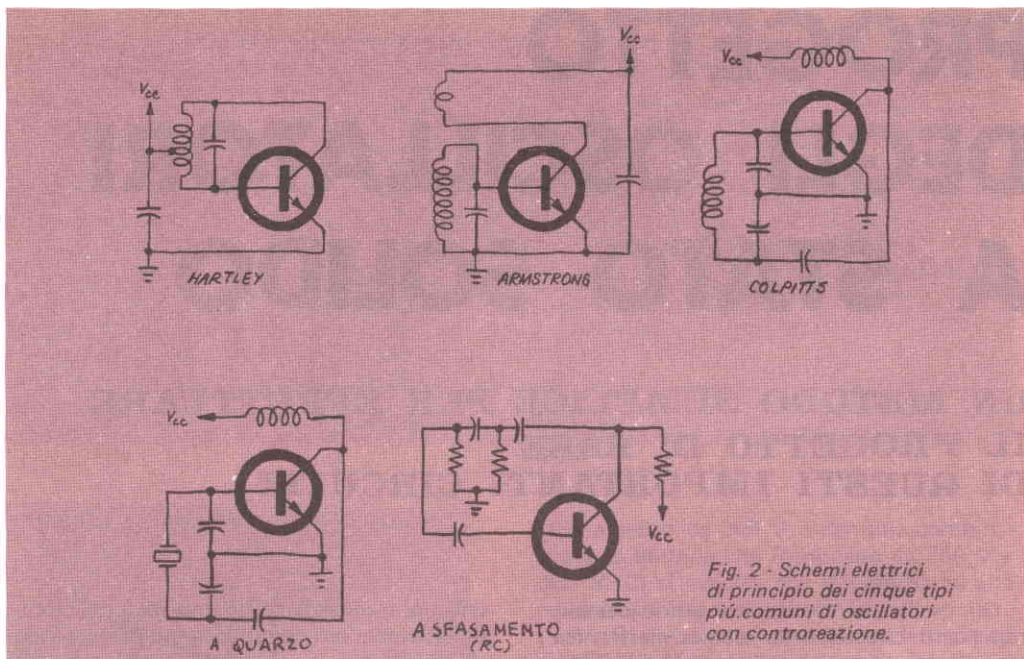 Vcc
Vcc
Vcc
HARTLEY
ARMSTRONG
COLPITTS
Vcc
Vcc
A QUARZO
A SFASAMENTO
(RC)
Fig. 2 - Schemi elettrici
di principio dei cinque tipi
piú comuni di oscillatori
con controreazione.